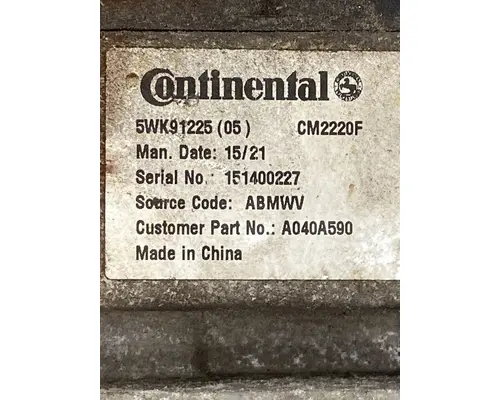 Continental
5WK91225 (05) CM2220F
Man. Date: 15/21
Serial No.: 151400227
Source Code: ABMWV
Customer Part No.: A040A590
Made in China